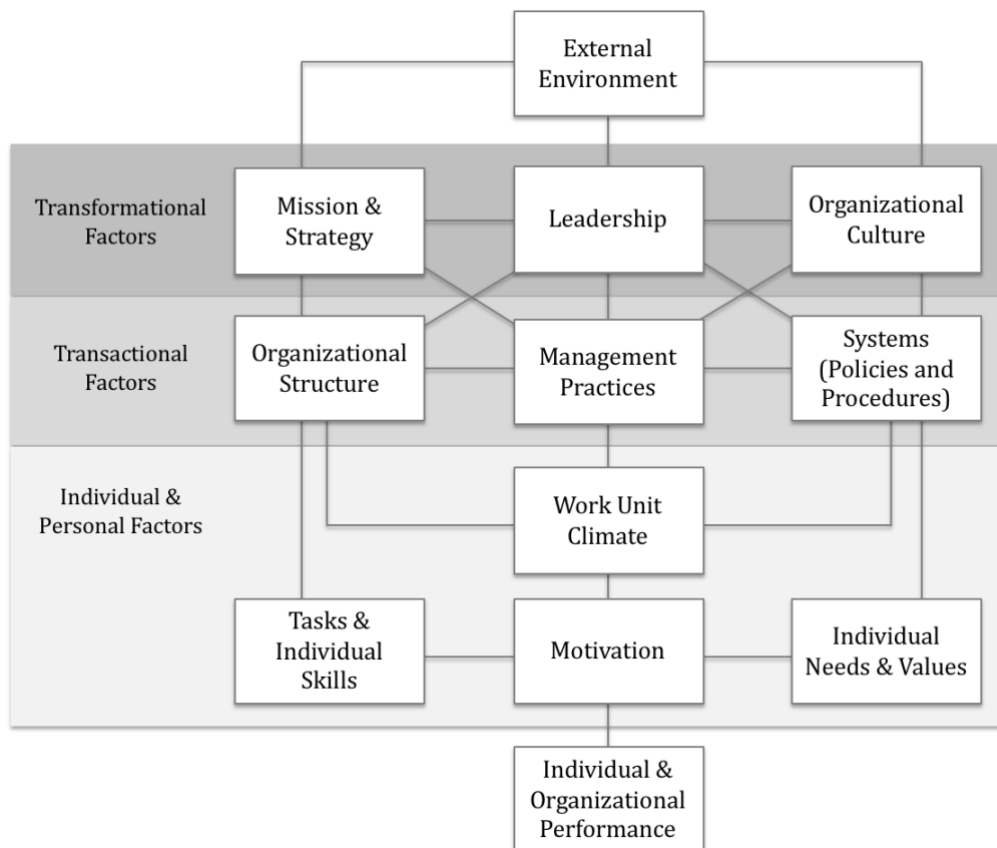 External
Environment
Transformational
Factors
Mission &
Strategy
Leadership
Organizational
Culture
Transactional
Factors
Organizational
Structure
Management
Practices
Systems
(Policies and
Procedures)
Individual &
Personal Factors
Work Unit
Climate
Tasks &
Individual
Skills
Motivation
Individual
Needs & Values
Individual &
Organizational
Performance